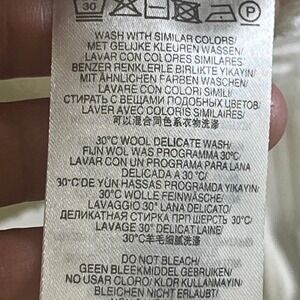 30 P
WASH WITH SIMILAR COLORS/
MET GELIJKE KLEUREN WASSEN/
LAVAR CON COLORES SIMILARES/
BENZER RENKLERLE BIRLIKTE YIKAYIN/
MIT ÄHNLICHEN FARBEN WASCHEN/
LAVARE CON COLORI SIMILI/
СТИРАТЬ С ВЕЩАМИ ПОДОБНЫХ ЦВЕТОВ/
LAVER AVEC COLORIS SIMILAIRES/
可以混合同色系衣物洗涤
30°C WOOL DELICATE WASH/
FIJN WOL WAS PROGRAMMA 30°C/
LAVAR CON UN PROGRAMA PARA LANA
DELICADA A 30°C/
30°C DE YÜN HASSAS PROGRAMDA YIKAYIN/
30°C WOLLE FEINWÄSCHE/
LAVAGGIO 30° LANA DELICATO/
ДЕЛИКАТНАЯ СТИРКА ПРИ ШЕРСТЬ 30°C/
LAVAGE 30° DELICAT LAINE/
30°C羊毛细腻洗涤
DO NOT BLEACH/
GEEN BLEEKMIDDEL GEBRUIKEN/
NO USAR CLORO/ KLOR KULLANMAYIN/
BLEICHEN NICHT ERLAUBT/